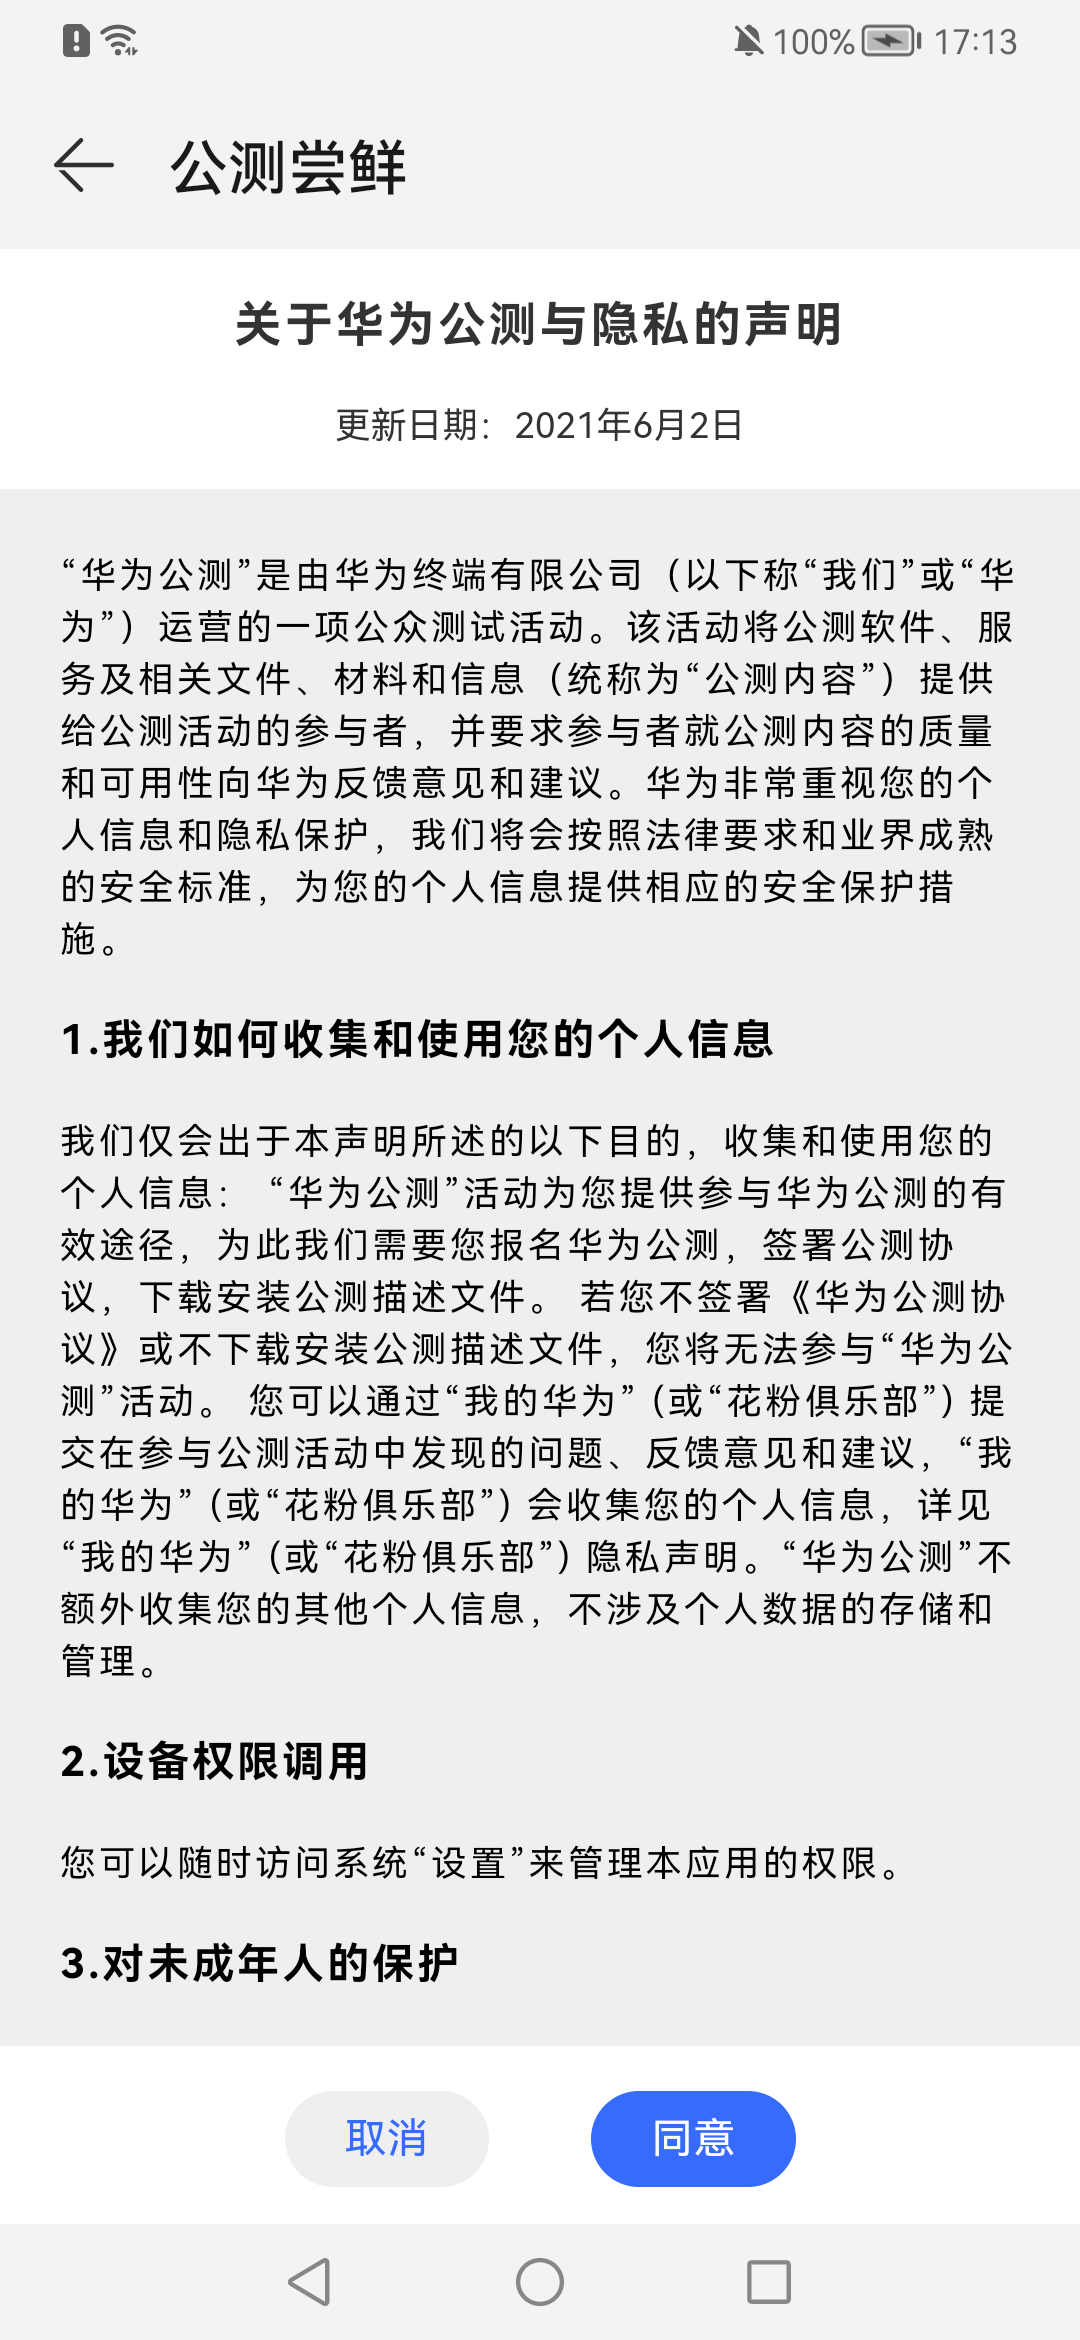 100% 17:13
公测尝鲜
关于华为公测与隐私的声明
更新日期：2021年6月2日
“华为公测”是由华为终端有限公司（以下称“我们”或“华
为”）运营的一项公众测试活动。该活动将公测软件、服
务及相关文件、材料和信息（统称为“公测内容”）提供
给公测活动的参与者，并要求参与者就公测内容的质量
和可用性向华为反馈意见和建议。华为非常重视您的个
人信息和隐私保护，我们将会按照法律要求和业界成熟
的安全标准，为您的个人信息提供相应的安全保护措
施。
1.我们如何收集和使用您的个人信息
我们仅会出于本声明所述的以下目的，收集和使用您的
个人信息： “华为公测”活动为您提供参与华为公测的有
效途径，为此我们需要您报名华为公测，签署公测协
议，下载安装公测描述文件。 若您不签署《华为公测协
议》或不下载安装公测描述文件，您将无法参与“华为公
测”活动。 您可以通过“我的华为” (或“花粉俱乐部”) 提
交在参与公测活动中发现的问题、反馈意见和建议，“我
的华为” (或“花粉俱乐部”) 会收集您的个人信息，详见
“我的华为” (或“花粉俱乐部”) 隐私声明。“华为公测”不
额外收集您的其他个人信息，不涉及个人数据的存储和
管理。
2.设备权限调用
您可以随时访问系统“设置”来管理本应用的权限。
3.对未成年人的保护
取消 同意